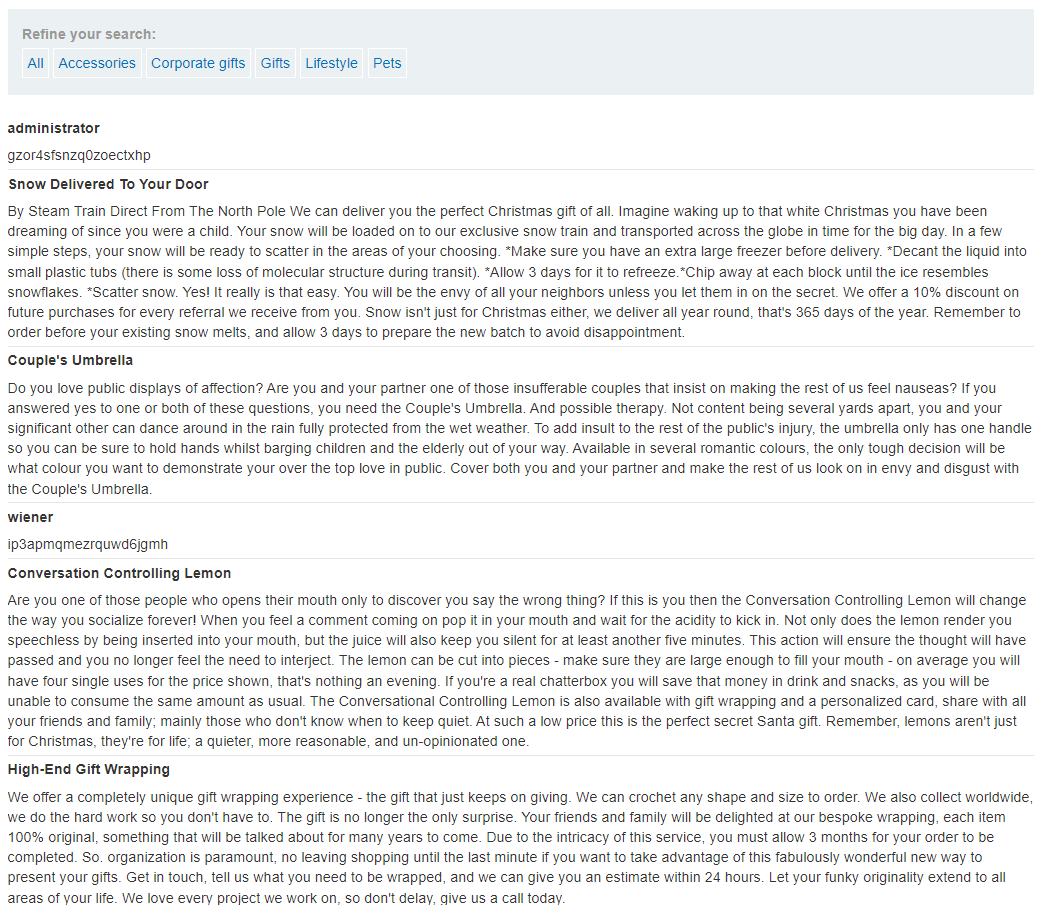 Refine your search:
All Accessories Corporate gifts Gifts Lifestyle Pets
administrator
gzor4sfsnzq0zoectxhp
Snow Delivered To Your Door
By Steam Train Direct From The North Pole We can deliver you the perfect Christmas gift of all. Imagine waking up to that white Christmas you have been
dreaming of since you were a child. Your snow will be loaded on to our exclusive snow train and transported across the globe in time for the big day. In a few
simple steps, your snow will be ready to scatter in the areas of your choosing. *Make sure you have an extra large freezer before delivery. *Decant the liquid into
small plastic tubs (there is some loss of molecular structure during transit). *Allow 3 days for it to refreeze.*Chip away at each block until the ice resembles
snowflakes. *Scatter snow. Yes! It really is that easy. You will be the envy of all your neighbors unless you let them in on the secret. We offer a 10% discount on
future purchases for every referral we receive from you. Snow isn't just for Christmas either, we deliver all year round, that's 365 days of the year. Remember to
order before your existing snow melts, and allow 3 days to prepare the new batch to avoid disappointment.
Couple's Umbrella
Do you love public displays of affection? Are you and your partner one of those insufferable couples that insist on making the rest of us feel nauseas? If you
answered yes to one or both of these questions, you need the Couple's Umbrella. And possible therapy. Not content being several yards apart, you and your
significant other can dance around in the rain fully protected from the wet weather. To add insult to the rest of the public's injury, the umbrella only has one handle
so you can be sure to hold hands whilst barging children and the elderly out of your way. Available in several romantic colours, the only tough decision will be
what colour you want to demonstrate your over the top love in public. Cover both you and your partner and make the rest of us look on in envy and disgust with
the Couple's Umbrella.
wiener
ip3apmqmezrquwd6jgmh
Conversation Controlling Lemon
Are you one of those people who opens their mouth only to discover you say the wrong thing? If this is you then the Conversation Controlling Lemon will change
the way you socialize forever! When you feel a comment coming on pop it in your mouth and wait for the acidity to kick in. Not only does the lemon render you
speechless by being inserted into your mouth, but the juice will also keep you silent for at least another five minutes. This action will ensure the thought will have
passed and you no longer feel the need to interject. The lemon can be cut into pieces - make sure they are large enough to fill your mouth - on average you will
have four single uses for the price shown, that's nothing an evening. If you're a real chatterbox you will save that money in drink and snacks, as you will be
unable to consume the same amount as usual. The Conversational Controlling Lemon is also available with gift wrapping and a personalized card, share with all
your friends and family; mainly those who don't know when to keep quiet. At such a low price this is the perfect secret Santa gift. Remember, lemons aren't just
for Christmas, they're for life; a quieter, more reasonable, and un-opinionated one.
High-End Gift Wrapping
We offer a completely unique gift wrapping experience - the gift that just keeps on giving. We can crochet any shape and size to order. We also collect worldwide,
we do the hard work so you don't have to. The gift is no longer the only surprise. Your friends and family will be delighted at our bespoke wrapping, each item
100% original, something that will be talked about for many years to come. Due to the intricacy of this service, you must allow 3 months for your order to be
completed. So. organization is paramount, no leaving shopping until the last minute if you want to take advantage of this fabulously wonderful new way to
present your gifts. Get in touch, tell us what you need to be wrapped, and we can give you an estimate within 24 hours. Let your funky originality extend to all
areas of your life. We love every project we work on, so don't delay, give us a call today.